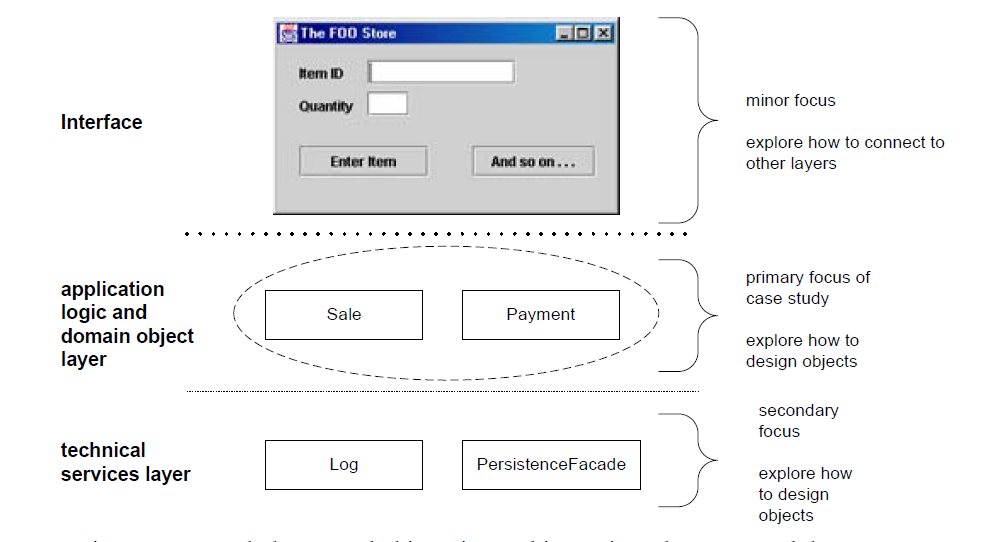 The FOO Store
Item ID
Quantity
Enter Item
And so on . . .
Interface
minor focus
explore how to connect to
other layers
application
logic and
domain object
layer
Sale
Payment
primary focus of
case study
explore how to
design objects
technical
services layer
Log
PersistenceFacade
secondary
focus
explore how
to design
objects